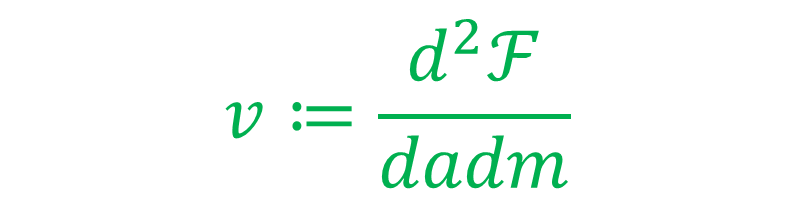 v ≔ d²ℱ / dadm